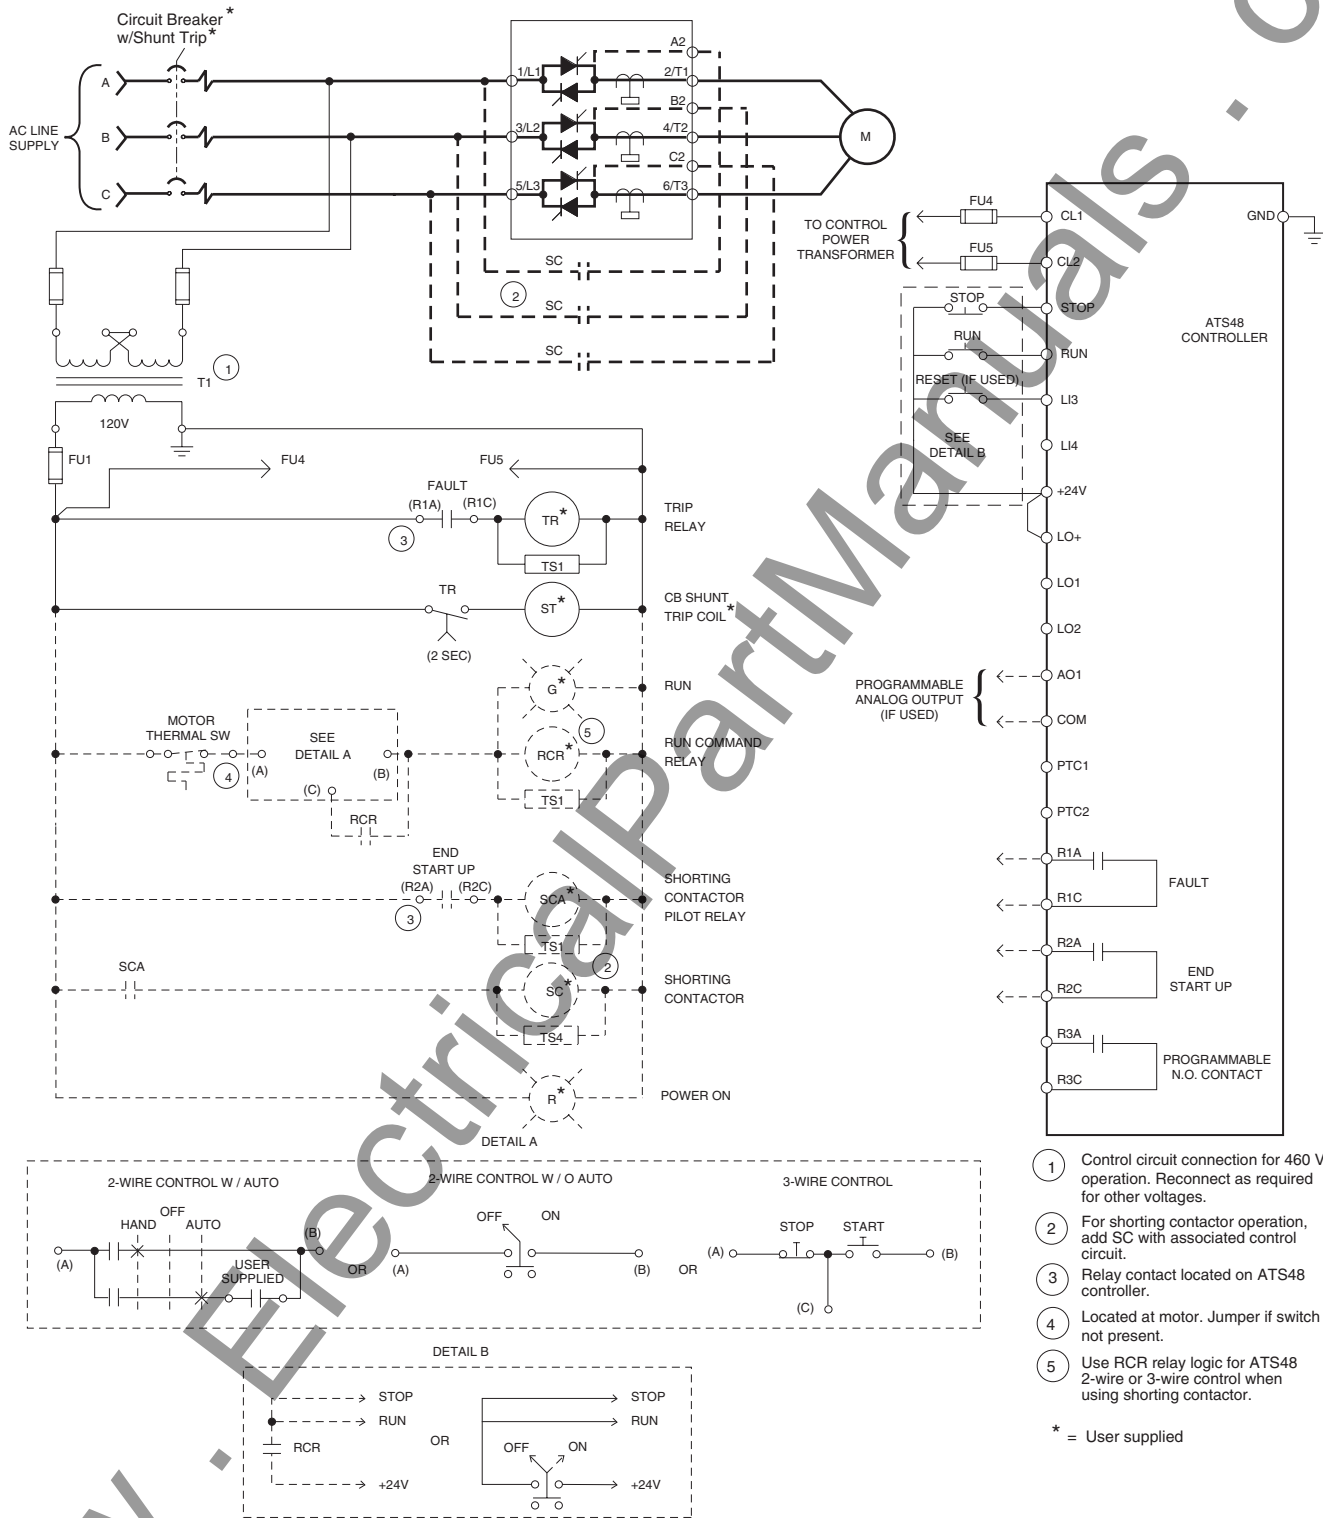 Circuit Breaker *
w/Shunt Trip *
A
B
C
AC LINE
SUPPLY
1/L1
3/L2
5/L3
A2
2/T1
B2
4/T2
C2
6/T3
M
SC
SC
SC
2
T1
1
120V
FU1
FU4
FU5
FAULT
(R1A) (R1C)
3
TR*
TS1
TRIP
RELAY
TR
(2 SEC)
ST*
CB SHUNT
TRIP COIL*
G*
RUN
5
MOTOR
THERMAL SW
4
(A)
SEE
DETAIL A
(B)
(C)
RCR
RCR*
TS1
RUN COMMAND
RELAY
END
START UP
(R2A) (R2C)
3
SCA*
TS1
SHORTING
CONTACTOR
PILOT RELAY
SCA
2
SC*
TS4
SHORTING
CONTACTOR
R*
POWER ON
TO CONTROL
POWER
TRANSFORMER
FU4
FU5
STOP
RUN
RESET (IF USED)
SEE
DETAIL B
CL1
CL2
STOP
RUN
LI3
LI4
+24V
LO+
LO1
LO2
AO1
COM
PTC1
PTC2
R1A
R1C
R2A
R2C
R3A
R3C
GND
ATS48
CONTROLLER
PROGRAMMABLE
ANALOG OUTPUT
(IF USED)
FAULT
END
START UP
PROGRAMMABLE
N.O. CONTACT
DETAIL A
2-WIRE CONTROL W / AUTO
HAND
OFF
AUTO
(A)
(B)
USER
SUPPLIED
OR
2-WIRE CONTROL W / O AUTO
OFF ON
(A)
(B)
OR
3-WIRE CONTROL
STOP START
(A)
(B)
(C)
DETAIL B
STOP
RUN
RCR
+24V
OR
STOP
RUN
OFF ON
+24V
1 Control circuit connection for 460 V
operation. Reconnect as required
for other voltages.
2 For shorting contactor operation,
add SC with associated control
circuit.
3 Relay contact located on ATS48
controller.
4 Located at motor. Jumper if switch
not present.
5 Use RCR relay logic for ATS48
2-wire or 3-wire control when
using shorting contactor.
* = User supplied
. ElectricalPartManuals .